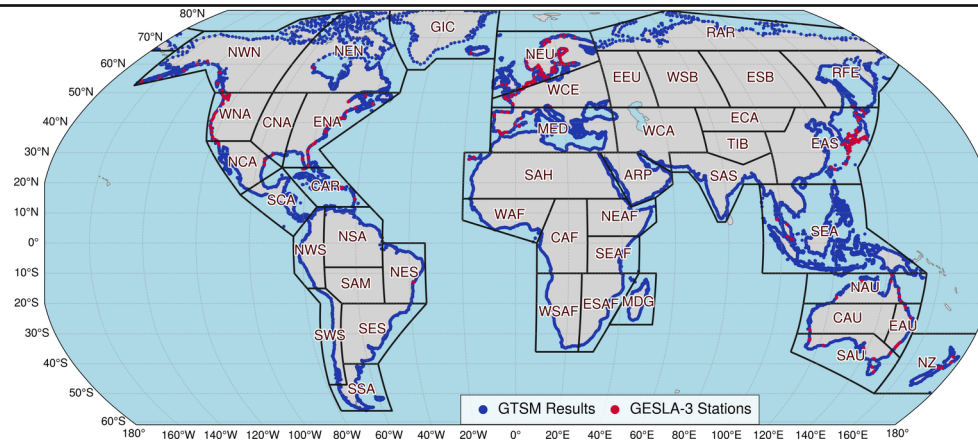 80°N
GIC
RAR
70°N
NWN
NEN
NEU
60°N
EEU
WSB
ESB
RFE
WCE
50°N
WNA
CNA
ENA
ECA
40°N
MED
WCA
EAS
TIB
30°N
NCA
SAH
ARP
SAS
20°N
CAR
SCA
10°N
WAF
NEAF
NSA
CAF
SEA
0°
NWS
SEAF
10°S
SAM
NES
NAU
20°S
WSAF
ESAF
MDG
CAU
EAU
30°S
SWS
SES
SAU
NZ
40°S
SSA
50°S
GTSM Results
GESLA-3 Stations
60°S
180° 160°W 140°W 120°W 100°W 80°W 60°W 40°W 20°W 0° 20°E 40°E 60°E 80°E 100°E 120°E 140°E 160°E 180°